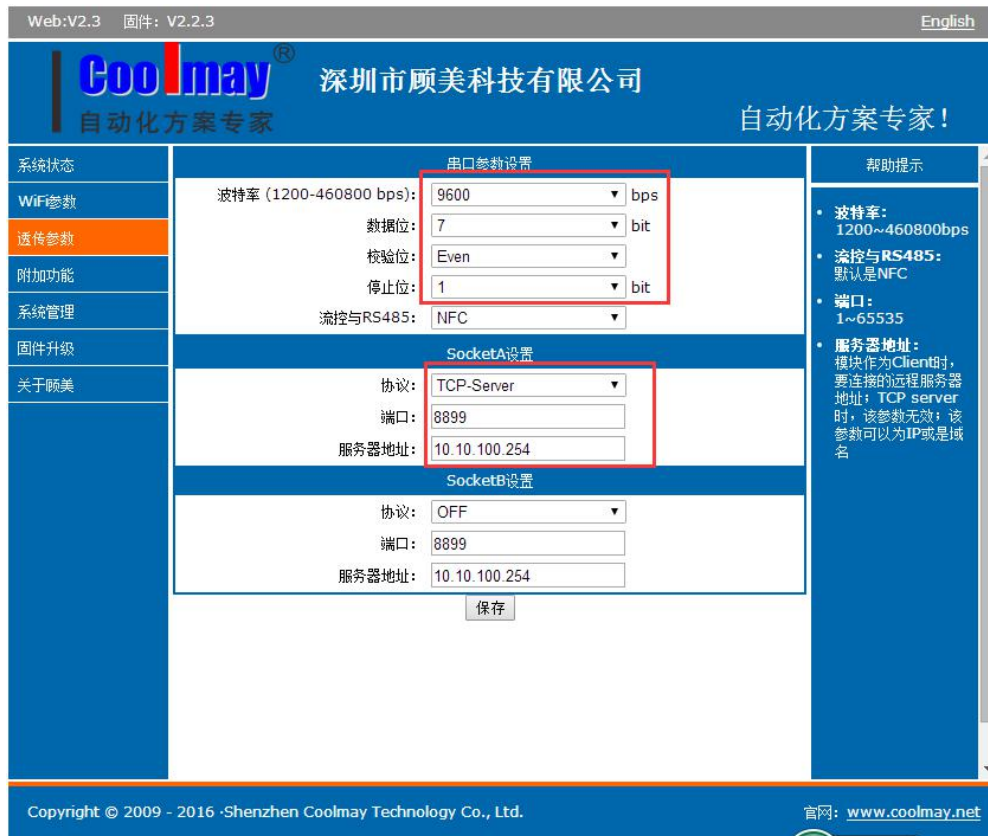 Web:V2.3 固件: V2.2.3 English
Coolmay® 深圳市顾美科技有限公司
自动化方案专家 自动化方案专家!
系统状态
WiFi参数
透传参数
附加功能
系统管理
固件升级
关于顾美
串口参数设置
波特率 (1200-460800 bps): 9600 bps
数据位: 7 bit
校验位: Even
停止位: 1 bit
流控与RS485: NFC
SocketA设置
协议: TCP-Server
端口: 8899
服务器地址: 10.10.100.254
SocketB设置
协议: OFF
端口: 8899
服务器地址: 10.10.100.254
保存
帮助提示
• 波特率:
1200~460800bps
• 流控与RS485:
默认是NFC
• 端口:
1~65535
• 服务器地址:
模块作为Client时,
要连接的远程服务器
地址; TCP server
时, 该参数无效; 该
参数可以为IP或是域
名
Copyright © 2009 - 2016 ·Shenzhen Coolmay Technology Co., Ltd. 官网: www.coolmay.net